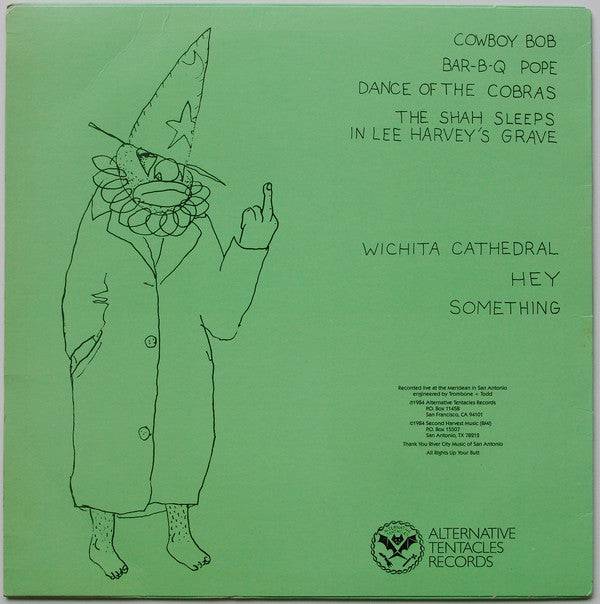 COWBOY BOB
BAR-B-Q POPE
DANCE OF THE COBRAS
THE SHAH SLEEPS
IN LEE HARVEY'S GRAVE
WICHITA CATHEDRAL
HEY
SOMETHING
Recorded live at the Meridean in San Antonio
engineered by Trombone + Todd
℗1984 Alternative Tentacles Records
P.O. Box 11458
San Francisco, CA 94101
©1984 Second Harvest Music (BMI)
P.O. Box 15507
San Antonio, TX 78212
Thank You River City Music of San Antonio
All Rights Up Your Butt
ALTERNATIVE
TENTACLES
RECORDS